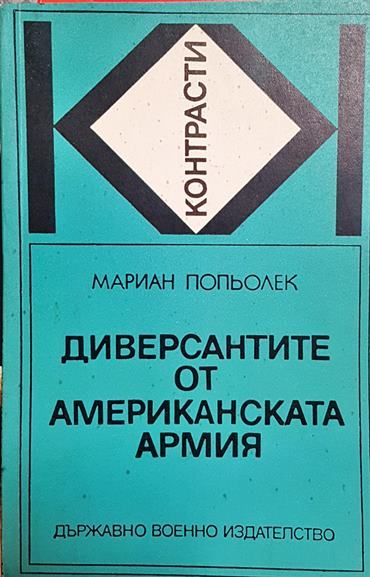 КОНТРАСТИ
МАРИАН ПОПЬОЛЕК
ДИВЕРСАНТИТЕ
ОТ
АМЕРИКАНСКАТА
АРМИЯ
ДЪРЖАВНО ВОЕННО ИЗДАТЕЛСТВО